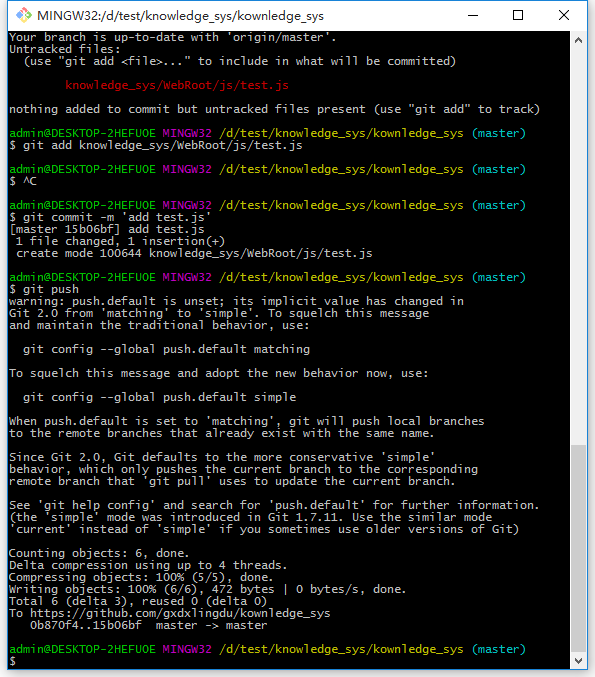 MINGW32:/d/test/knowledge_sys/kownledge_sys
Your branch is up-to-date with 'origin/master'.
Untracked files:
  (use "git add <file>..." to include in what will be committed)
        knowledge_sys/WebRoot/js/test.js
nothing added to commit but untracked files present (use "git add" to track)
admin@DESKTOP-2HEFUOE MINGW32 /d/test/knowledge_sys/kownledge_sys (master)
$ git add knowledge_sys/WebRoot/js/test.js
admin@DESKTOP-2HEFUOE MINGW32 /d/test/knowledge_sys/kownledge_sys (master)
$ ^C
admin@DESKTOP-2HEFUOE MINGW32 /d/test/knowledge_sys/kownledge_sys (master)
$ git commit -m 'add test.js'
[master 15b06bf] add test.js
 1 file changed, 1 insertion(+)
 create mode 100644 knowledge_sys/WebRoot/js/test.js
admin@DESKTOP-2HEFUOE MINGW32 /d/test/knowledge_sys/kownledge_sys (master)
$ git push
warning: push.default is unset; its implicit value has changed in
Git 2.0 from 'matching' to 'simple'. To squelch this message
and maintain the traditional behavior, use:
  git config --global push.default matching
To squelch this message and adopt the new behavior now, use:
  git config --global push.default simple
When push.default is set to 'matching', git will push local branches
to the remote branches that already exist with the same name.
Since Git 2.0, Git defaults to the more conservative 'simple'
behavior, which only pushes the current branch to the corresponding
remote branch that 'git pull' uses to update the current branch.
See 'git help config' and search for 'push.default' for further information.
(the 'simple' mode was introduced in Git 1.7.11. Use the similar mode
'current' instead of 'simple' if you sometimes use older versions of Git)
Counting objects: 6, done.
Delta compression using up to 4 threads.
Compressing objects: 100% (5/5), done.
Writing objects: 100% (6/6), 472 bytes | 0 bytes/s, done.
Total 6 (delta 3), reused 0 (delta 0)
To https://github.com/gxdxlingdu/kownledge_sys
   0b870f4..15b06bf  master -> master
admin@DESKTOP-2HEFUOE MINGW32 /d/test/knowledge_sys/kownledge_sys (master)
$